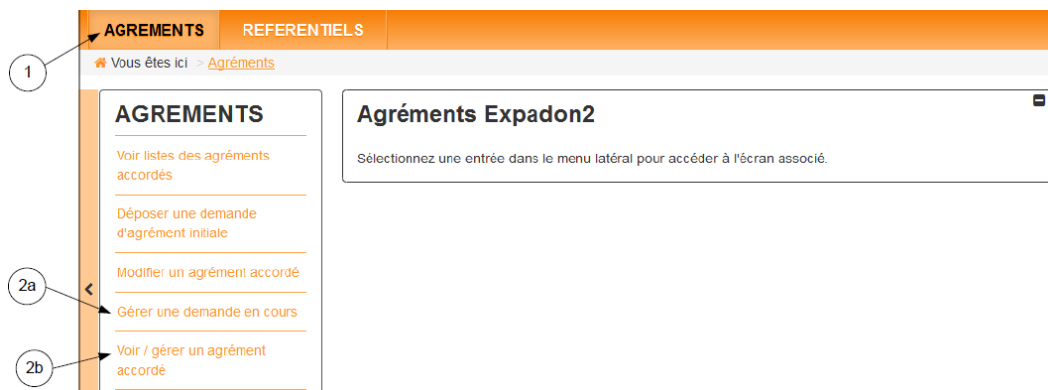 AGREMENTS REFERENTIELS
1
Vous êtes ici > Agréments
AGREMENTS
Voir listes des agréments
accordés
Déposer une demande
d'agrément initiale
Modifier un agrément accordé
2a
Gérer une demande en cours
2b
Voir / gérer un agrément
accordé
Agréments Expadon2
Sélectionnez une entrée dans le menu latéral pour accéder à l'écran associé.